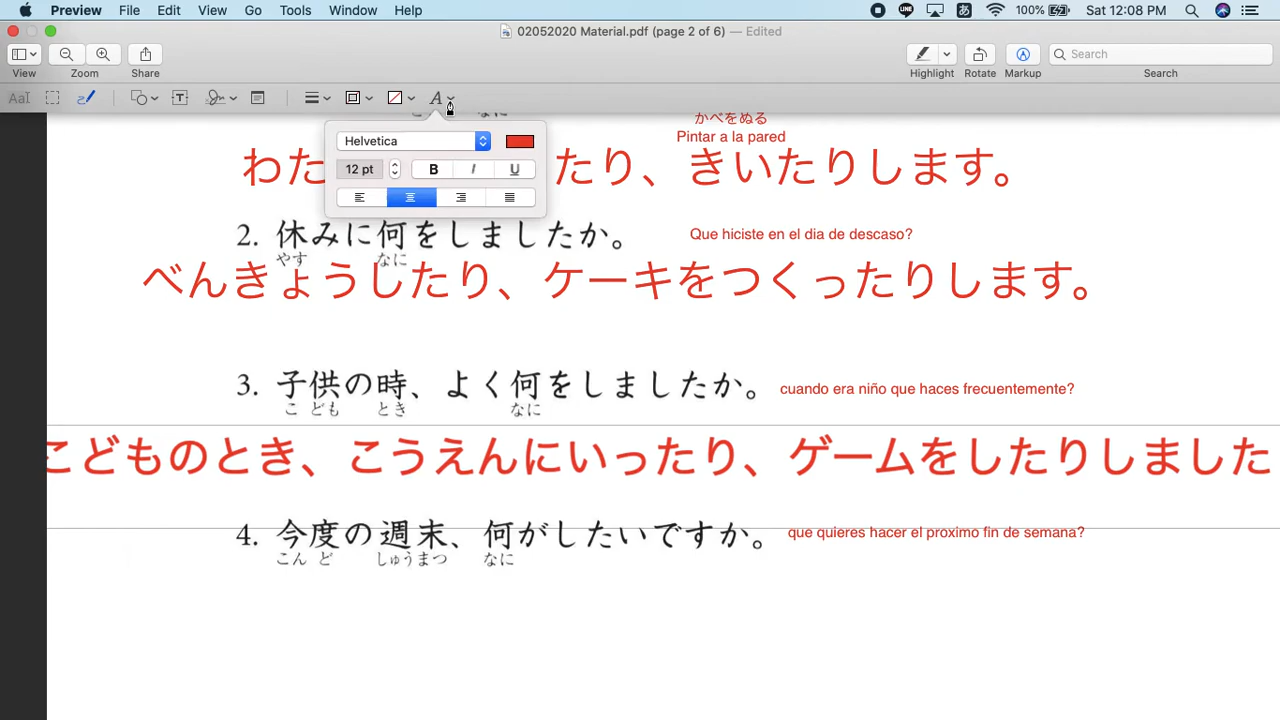 Preview File Edit View Go Tools Window Help 100% Sat 12:08 PM
02052020 Material.pdf (page 2 of 6) — Edited
Search
View Zoom Share Highlight Rotate Markup Search
かべをぬる
Helvetica
Pintar a la pared
わた たり、きいたりします。
12 pt B I U
2. 休みに何をしましたか。 Que hiciste en el dia de descaso?
やす なに
べんきょうしたり、ケーキをつくったりします。
3. 子供の時、よく何をしましたか。 cuando era niño que haces frecuentemente?
こ ども とき なに
こどものとき、こうえんにいったり、ゲームをしたりしました
4. 今度の週末、何がしたいですか。 que quieres hacer el proximo fin de semana?
こん ど しゅうまつ なに